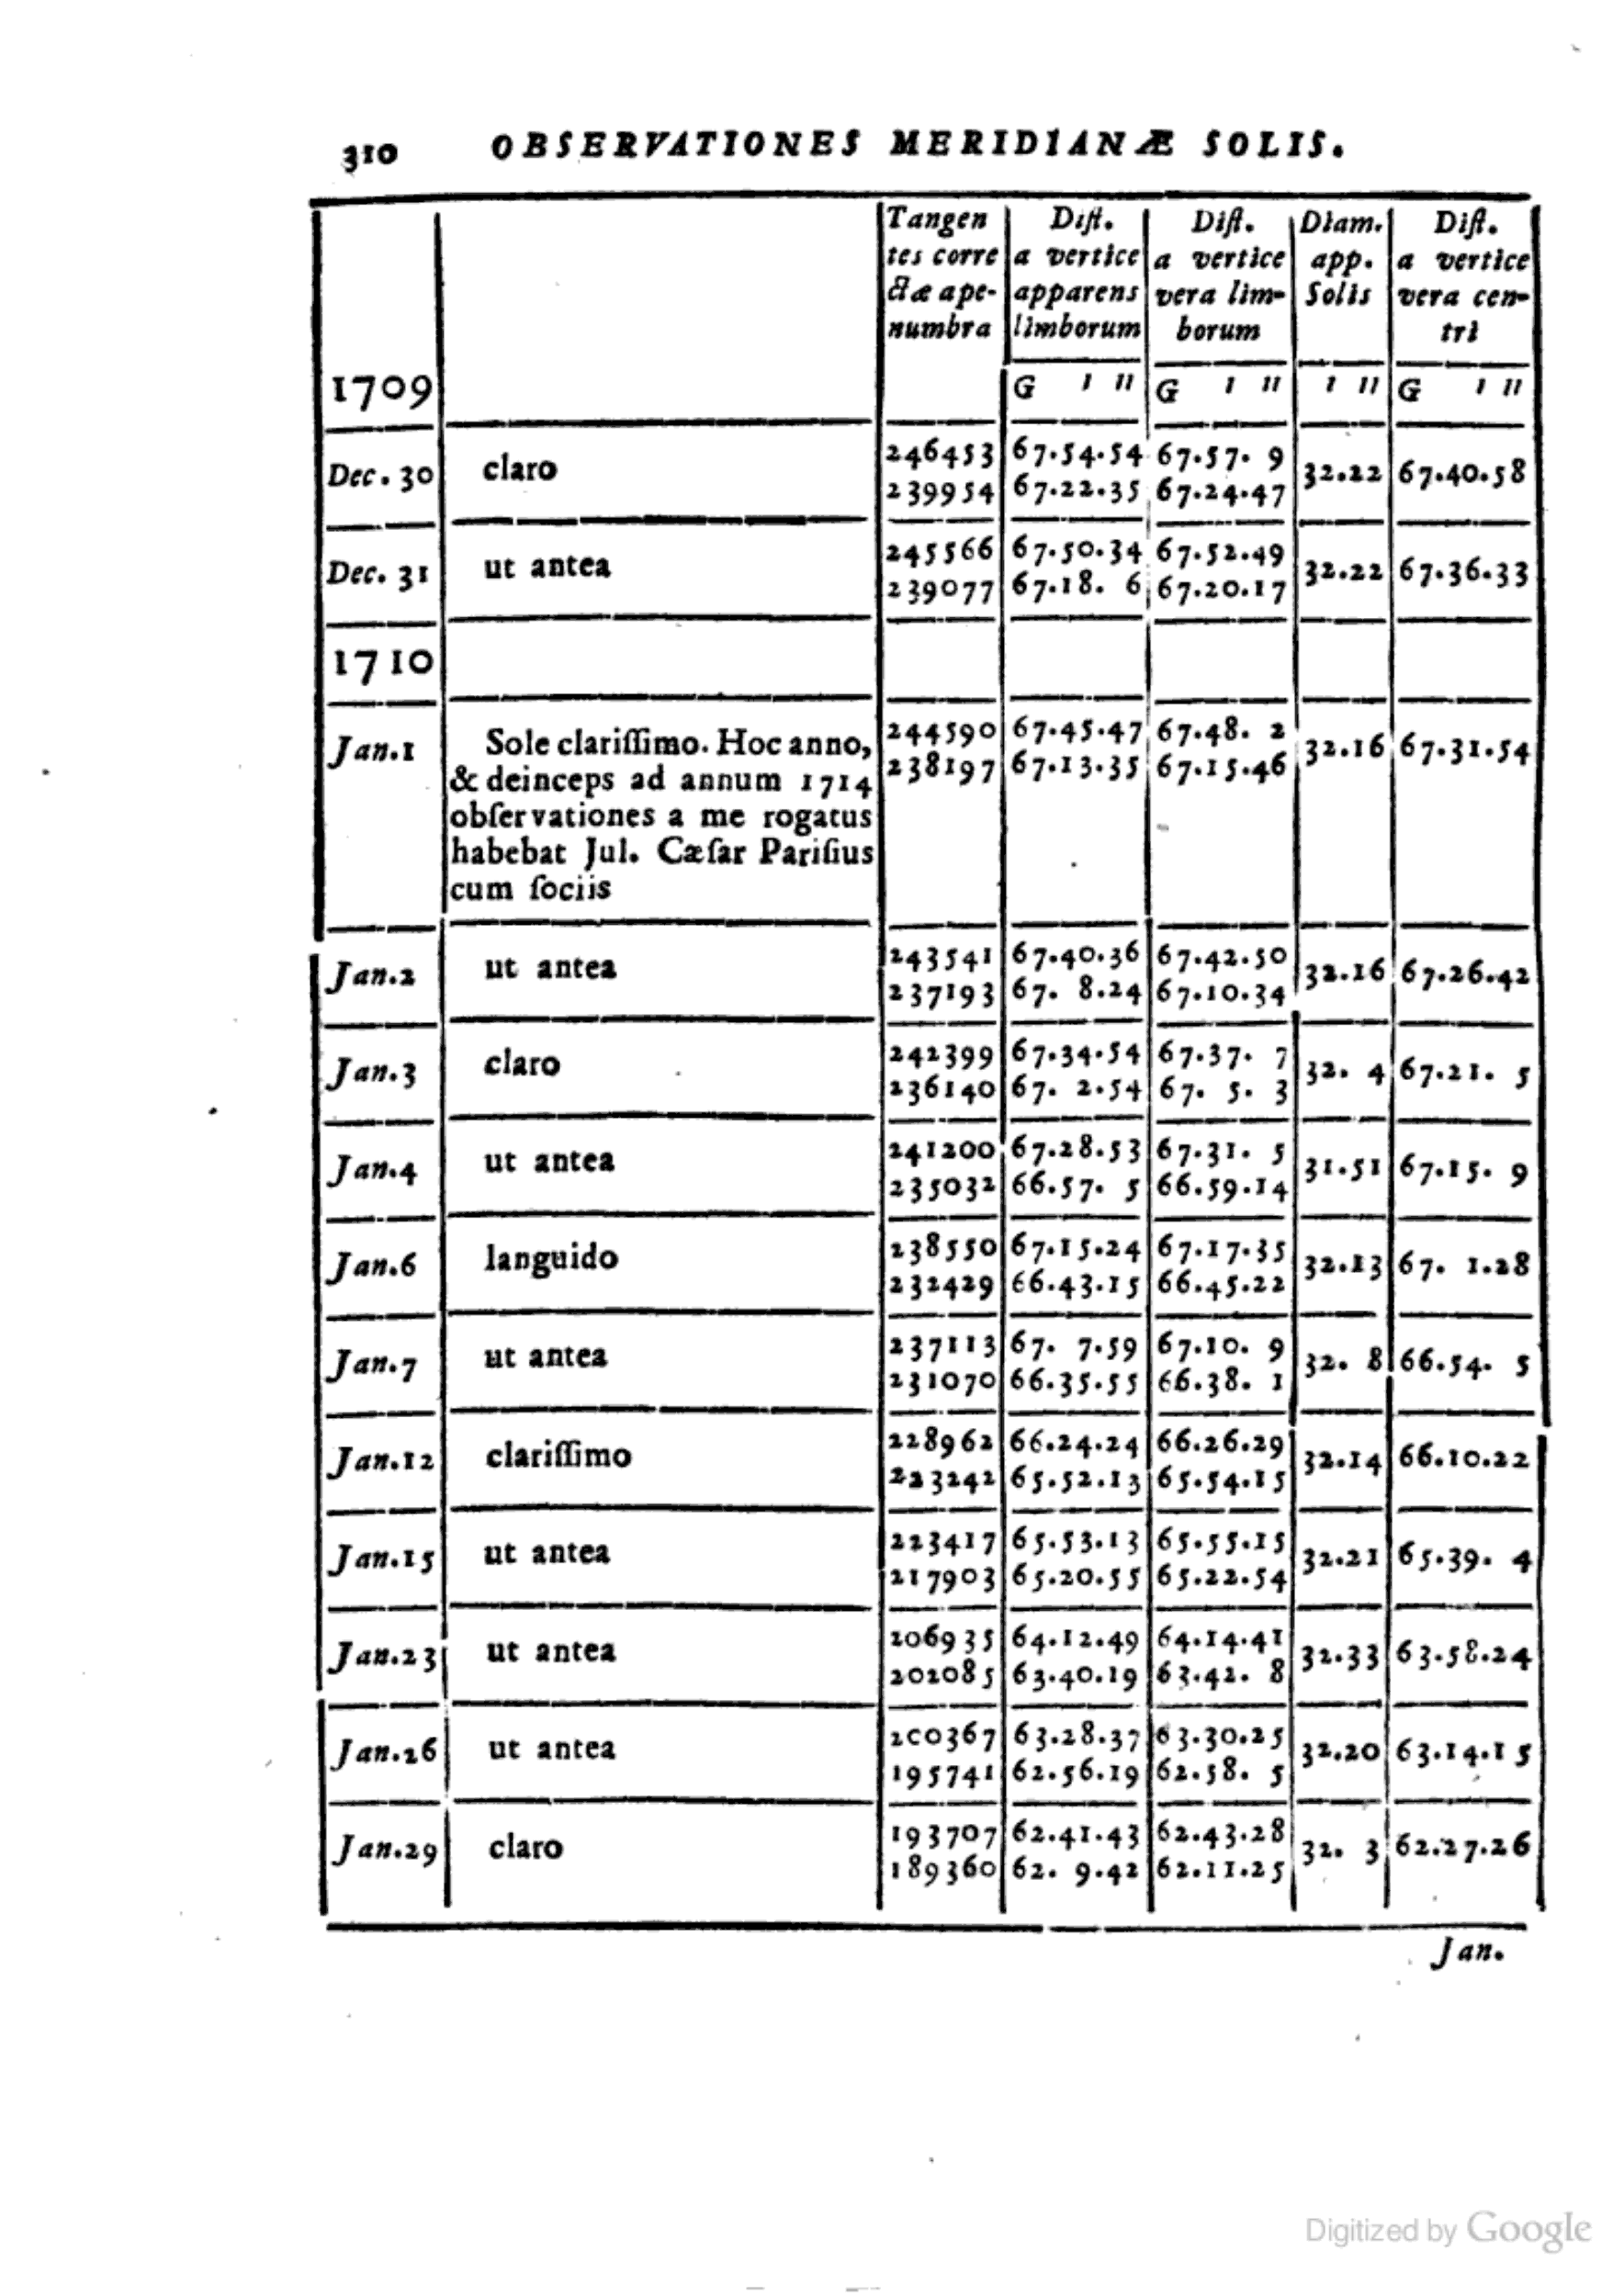 310 OBSERVATIONES MERIDIANÆ SOLIS.
Tangen Diſt. Diſt. Diam. Diſt.
tes corre a vertice a vertice app. a vertice
ctæ ape- apparens vera lim- Solis vera cen-
numbra limborum borum tri
1709 G ' " G ' " ' " G ' "
Dec. 30 claro 246453 67.54.54 67.57. 9 32.22 67.40.58
239954 67.22.35 67.24.47
Dec. 31 ut antea 245566 67.50.34 67.52.49 32.22 67.36.33
239077 67.18. 6 67.20.17
1710
Jan.1 Sole clariſſimo. Hoc anno, 244590 67.45.47 67.48. 2 32.16 67.31.54
& deinceps ad annum 1714 238197 67.13.35 67.15.46
obſervationes a me rogatus
habebat Jul. Cæſar Pariſius
cum ſociis
Jan.2 ut antea 243541 67.40.36 67.42.50 32.16 67.26.42
237193 67. 8.24 67.10.34
Jan.3 claro 242399 67.34.54 67.37. 7 32. 4 67.21. 5
236140 67. 2.54 67. 5. 3
Jan.4 ut antea 241200 67.28.53 67.31. 5 31.51 67.15. 9
235032 66.57. 5 66.59.14
Jan.6 languido 238550 67.15.24 67.17.35 32.13 67. 1.28
232429 66.43.15 66.45.22
Jan.7 ut antea 237113 67. 7.59 67.10. 9 32. 8 66.54. 5
231070 66.35.55 66.38. 1
Jan.12 clariſſimo 228962 66.24.24 66.26.29 32.14 66.10.22
223242 65.52.13 65.54.15
Jan.15 ut antea 223417 65.53.13 65.55.15 32.21 65.39. 4
217903 65.20.55 65.22.54
Jan.23 ut antea 206935 64.12.49 64.14.41 32.33 63.58.24
202085 63.40.19 63.42. 8
Jan.26 ut antea 200367 63.28.37 63.30.25 32.20 63.14.15
195741 62.56.19 62.58. 5
Jan.29 claro 193707 62.41.43 62.43.28 32. 3 62.27.26
189360 62. 9.42 62.11.25
Jan.
Digitized by Google